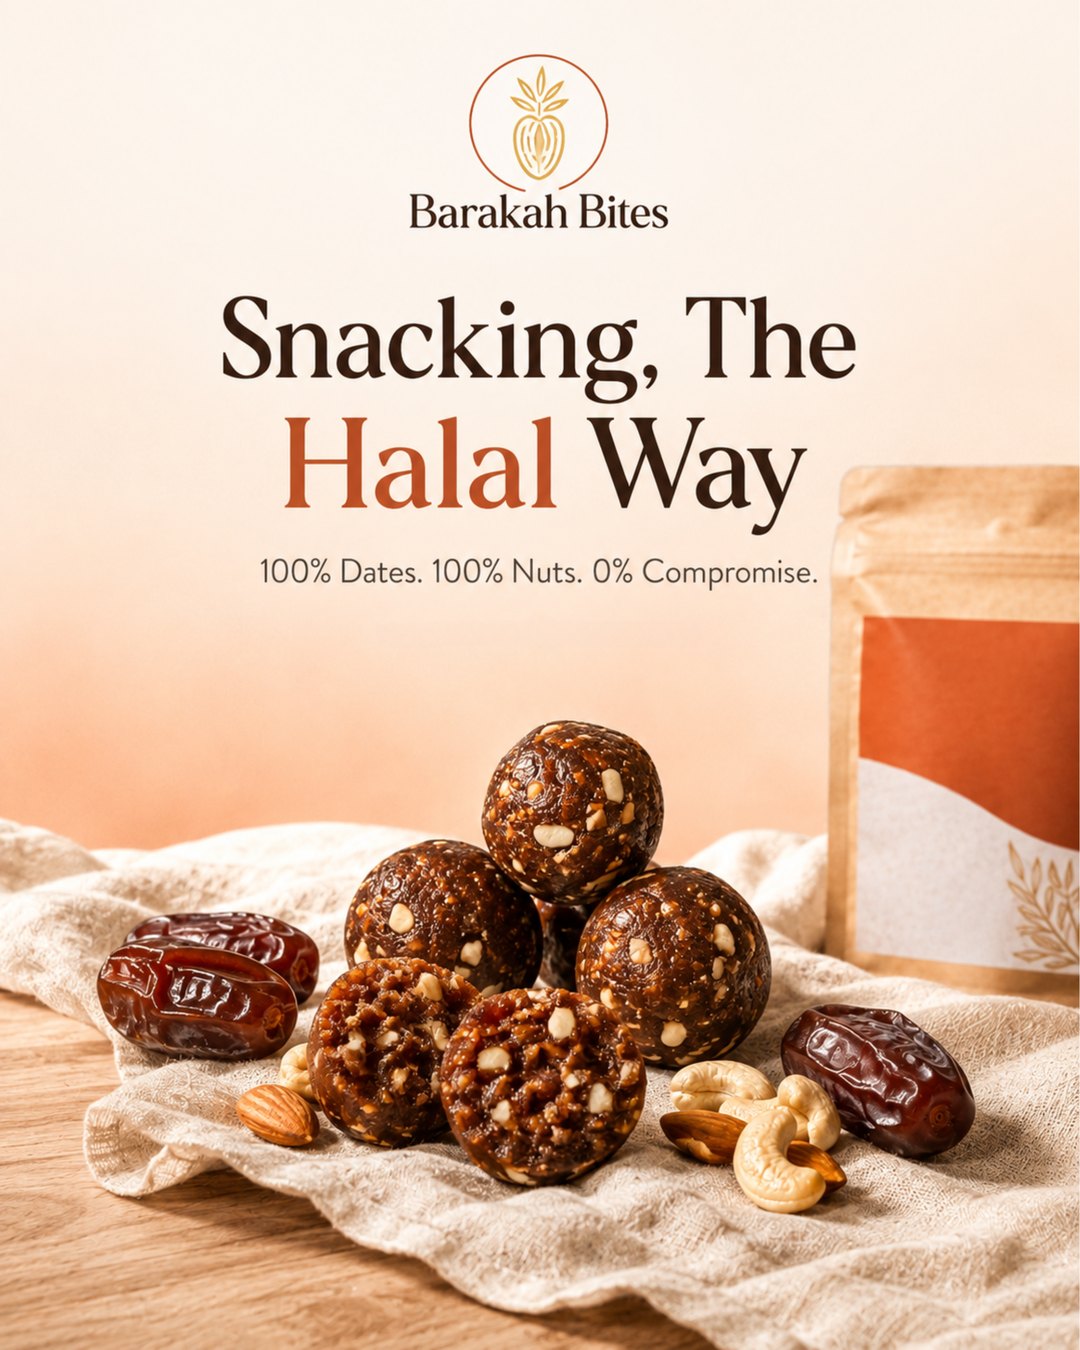 Barakah Bites
Snacking, The
Halal Way
100% Dates. 100% Nuts. 0% Compromise.